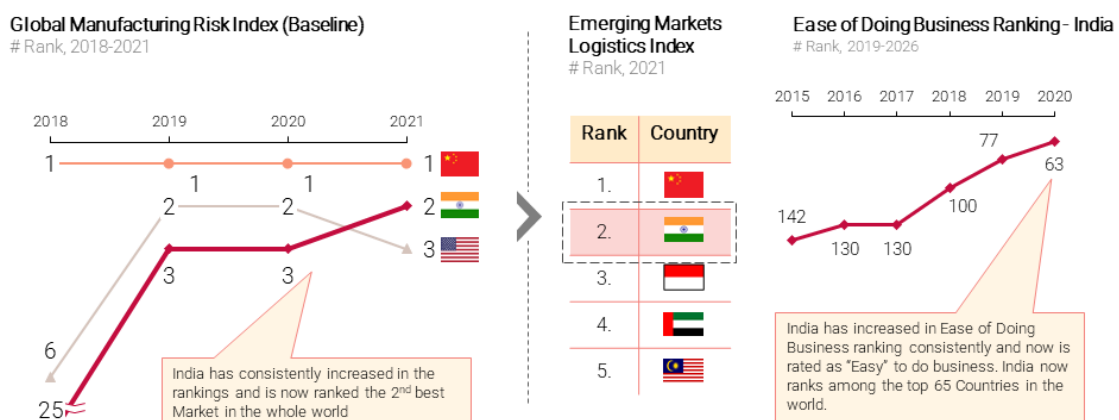 Global Manufacturing Risk Index (Baseline)
# Rank, 2018-2021
2018 2019 2020 2021
1 1 1 1
2 2 2
3 3 3
6
25
India has consistently increased in the
rankings and is now ranked the 2nd best
Market in the whole world
Emerging Markets
Logistics Index
# Rank, 2021
Rank Country
1.
2.
3.
4.
5.
Ease of Doing Business Ranking - India
# Rank, 2019-2026
2015 2016 2017 2018 2019 2020
77
63
100
142
130 130
India has increased in Ease of Doing
Business ranking consistently and now is
rated as “Easy” to do business. India now
ranks among the top 65 Countries in the
world.